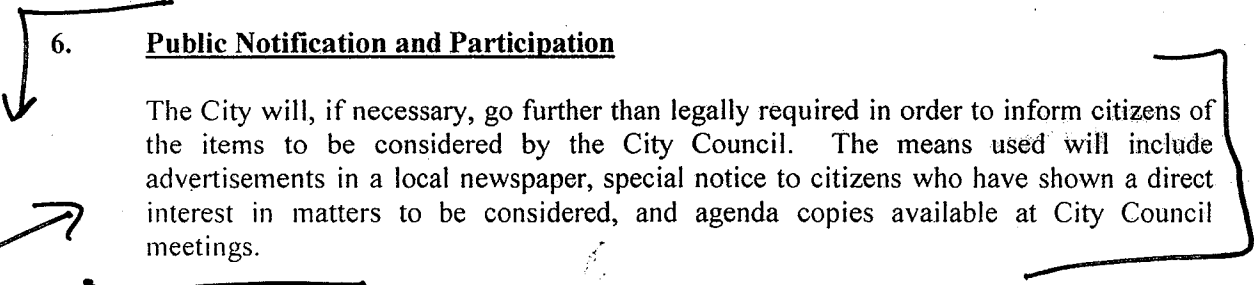 6. Public Notification and Participation
The City will, if necessary, go further than legally required in order to inform citizens of
the items to be considered by the City Council. The means used will include
advertisements in a local newspaper, special notice to citizens who have shown a direct
interest in matters to be considered, and agenda copies available at City Council
meetings.